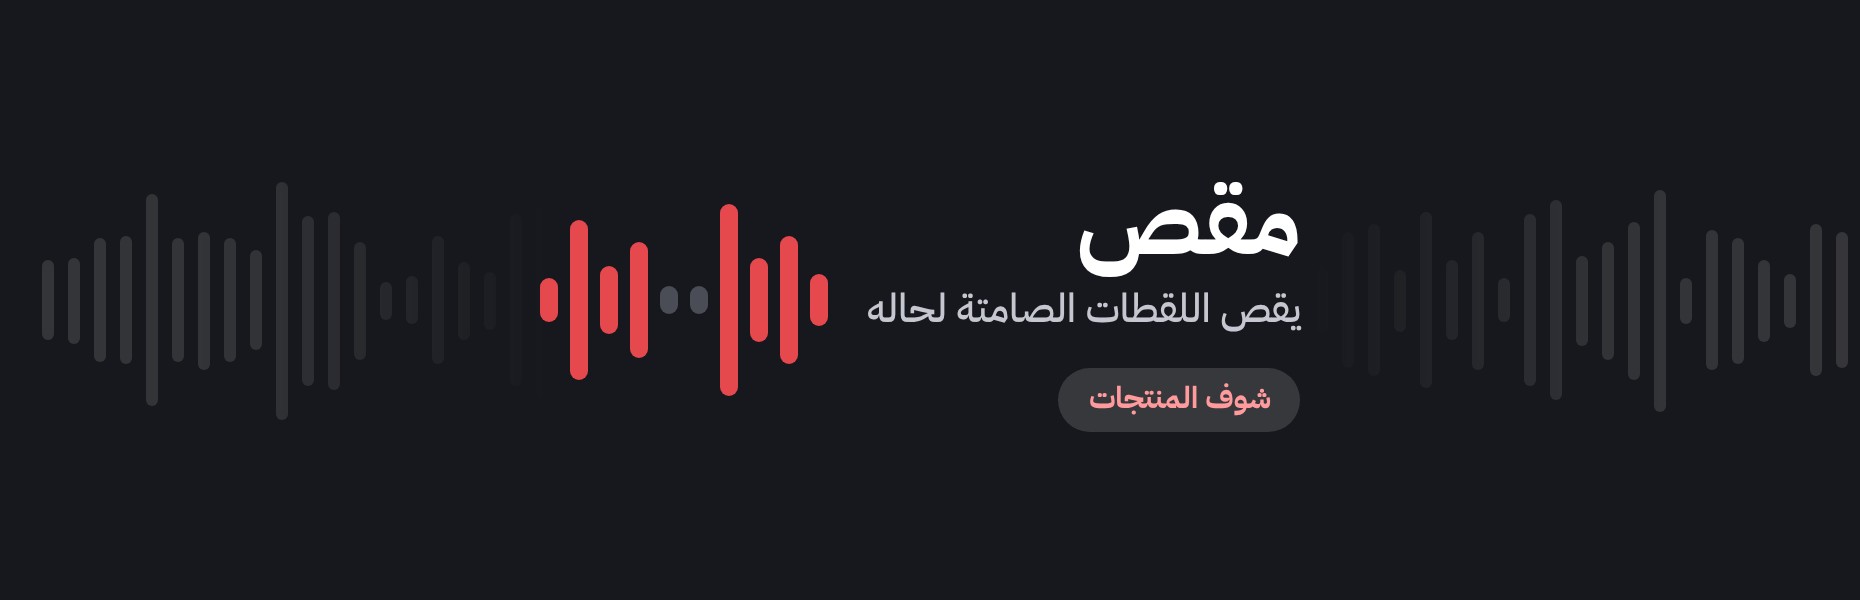 مقص
يقص اللقطات الصامتة لحاله
شوف المنتجات